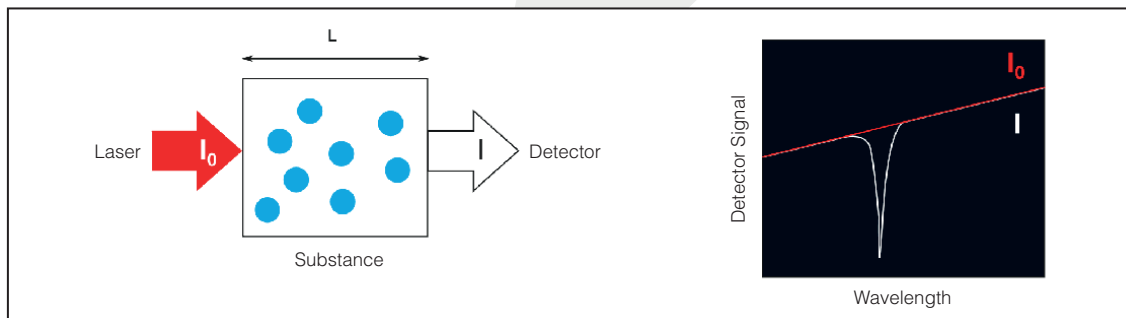 L
Laser
I0
I
Detector
Substance
Detector Signal
I0
I
Wavelength